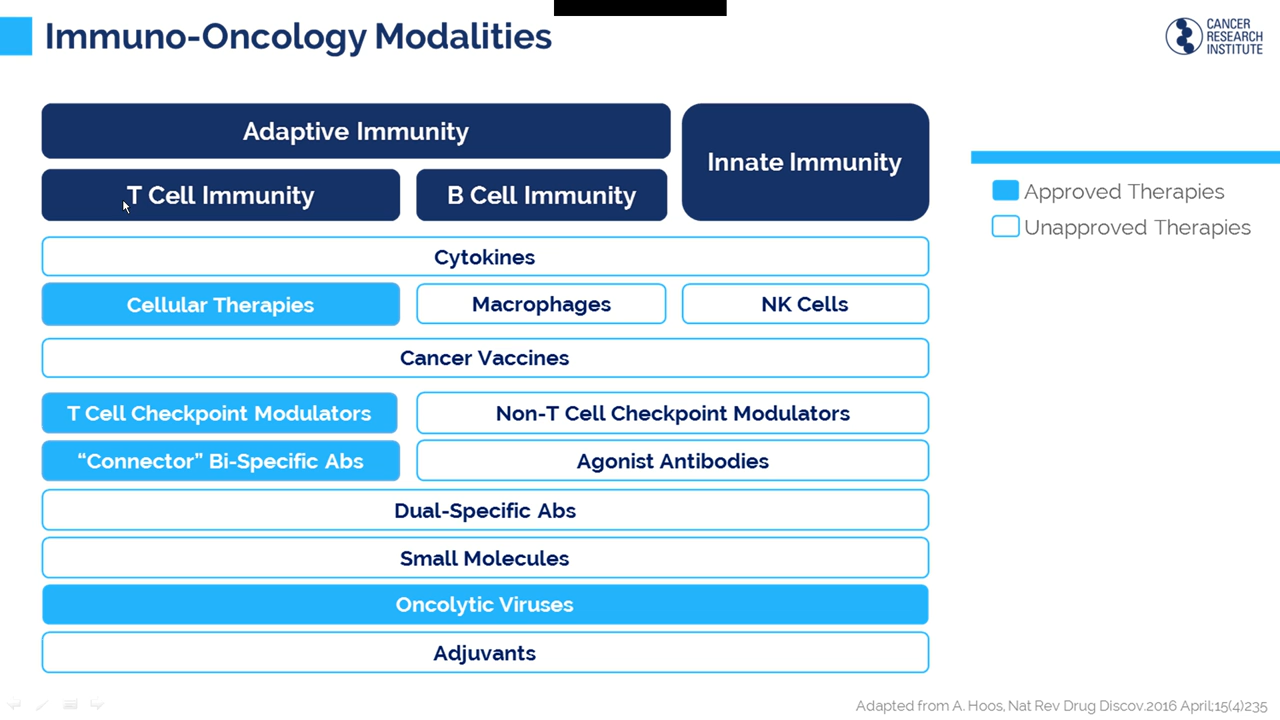 Immuno-Oncology Modalities
CANCER
RESEARCH
INSTITUTE
Adaptive Immunity
Innate Immunity
T Cell Immunity
B Cell Immunity
Approved Therapies
Unapproved Therapies
Cytokines
Cellular Therapies
Macrophages
NK Cells
Cancer Vaccines
T Cell Checkpoint Modulators
Non-T Cell Checkpoint Modulators
“Connector” Bi-Specific Abs
Agonist Antibodies
Dual-Specific Abs
Small Molecules
Oncolytic Viruses
Adjuvants
Adapted from A. Hoos, Nat Rev Drug Discov.2016 April;15(4)235